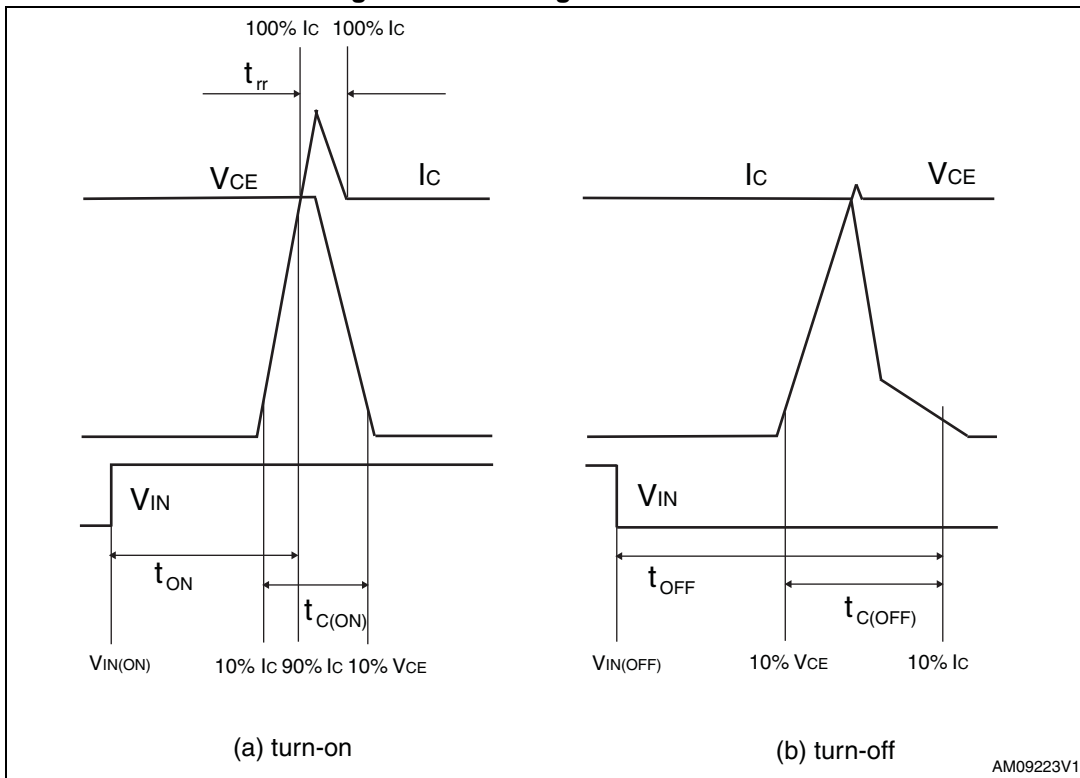 100% IC 100% IC
trr
VCE IC
IC VCE
VIN
VIN
tON
tC(ON)
tOFF
tC(OFF)
VIN(ON) 10% IC 90% IC 10% VCE
VIN(OFF) 10% VCE 10% IC
(a) turn-on
(b) turn-off
AM09223V1